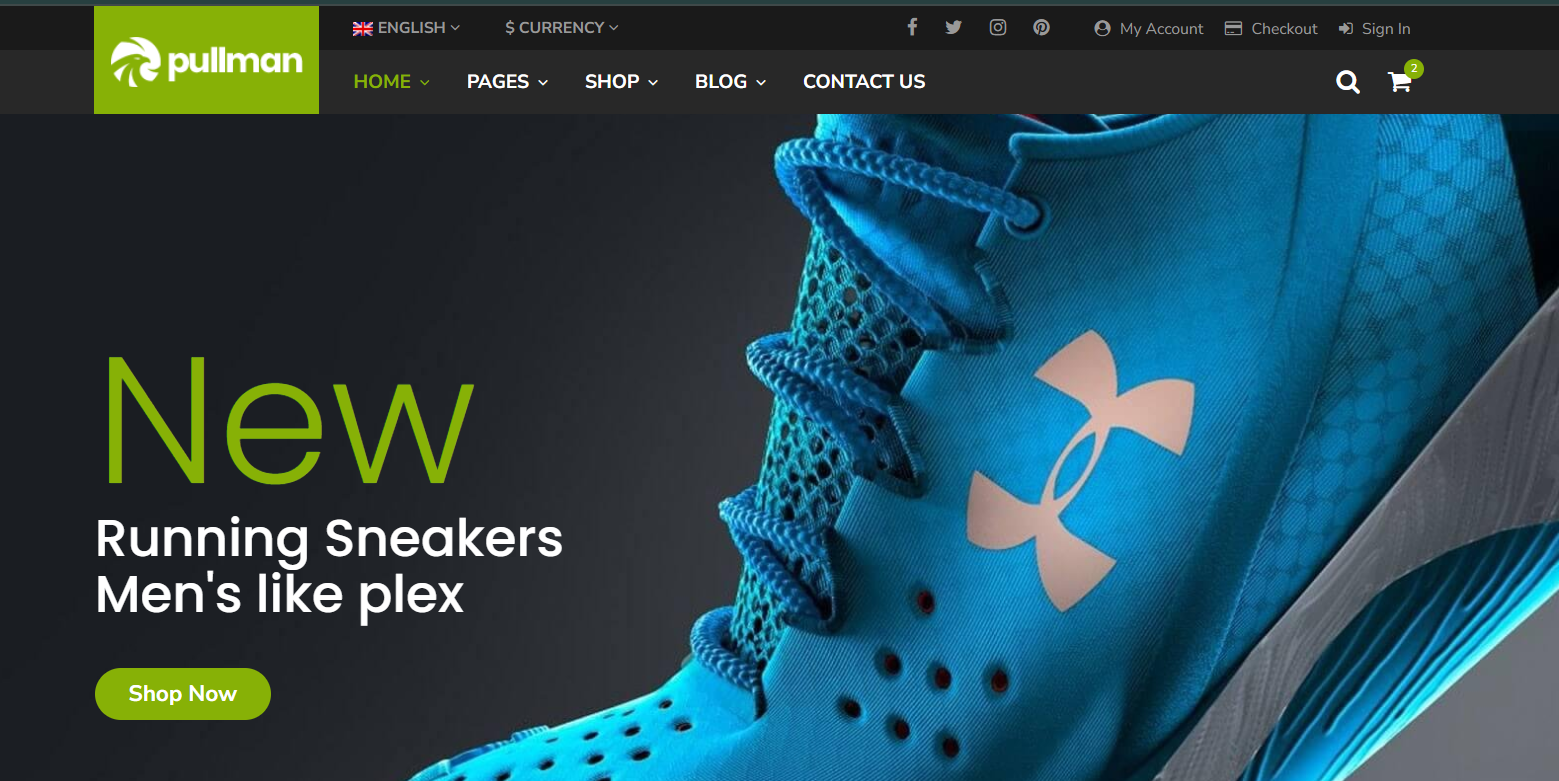 ENGLISH
$ CURRENCY
My Account
Checkout
Sign In
pullman
HOME
PAGES
SHOP
BLOG
CONTACT US
2
New
Running Sneakers
Men's like plex
Shop Now